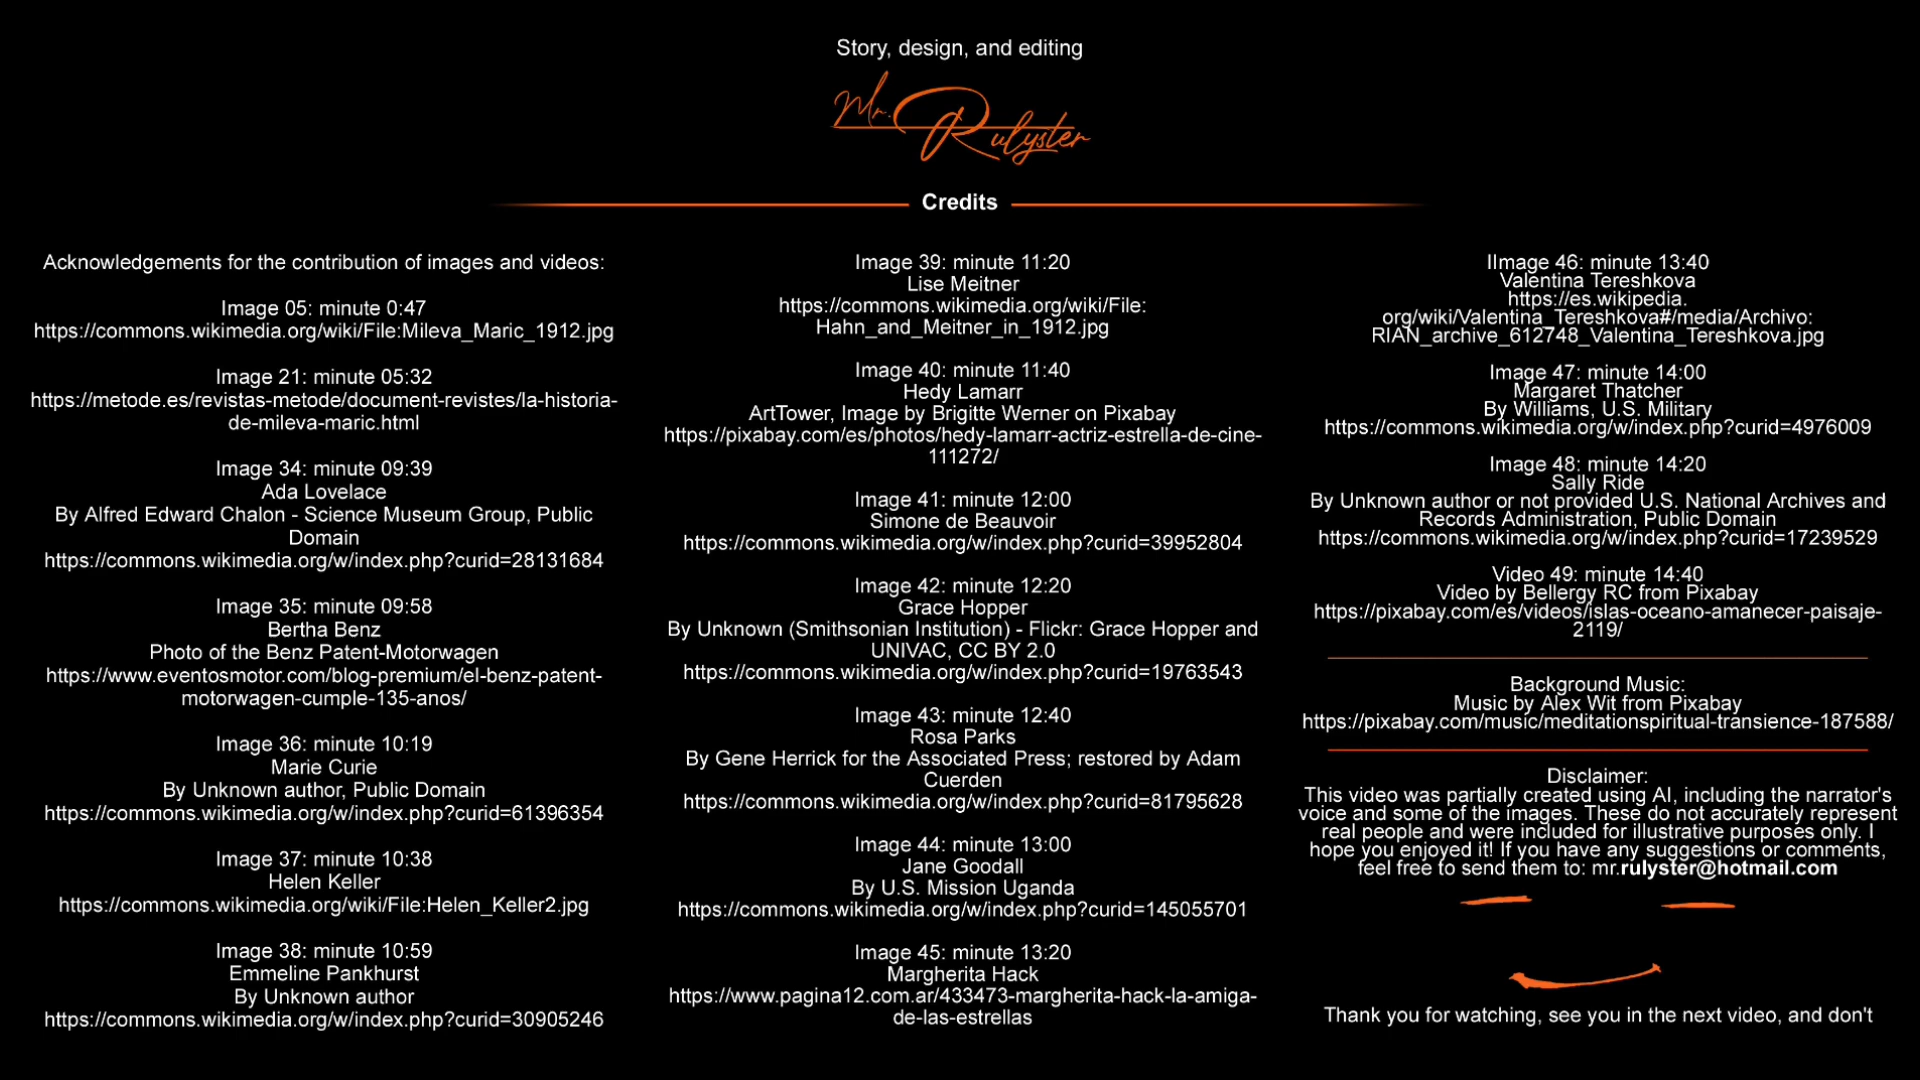 Story, design, and editing
Mr. Rulyster
Credits
Acknowledgements for the contribution of images and videos:
Image 05: minute 0:47
https://commons.wikimedia.org/wiki/File:Mileva_Maric_1912.jpg
Image 21: minute 05:32
https://metode.es/revistas-metode/document-revistes/la-historia-
de-mileva-maric.html
Image 34: minute 09:39
Ada Lovelace
By Alfred Edward Chalon - Science Museum Group, Public
Domain
https://commons.wikimedia.org/w/index.php?curid=28131684
Image 35: minute 09:58
Bertha Benz
Photo of the Benz Patent-Motorwagen
https://www.eventosmotor.com/blog-premium/el-benz-patent-
motorwagen-cumple-135-anos/
Image 36: minute 10:19
Marie Curie
By Unknown author, Public Domain
https://commons.wikimedia.org/w/index.php?curid=61396354
Image 37: minute 10:38
Helen Keller
https://commons.wikimedia.org/wiki/File:Helen_Keller2.jpg
Image 38: minute 10:59
Emmeline Pankhurst
By Unknown author
https://commons.wikimedia.org/w/index.php?curid=30905246
Image 39: minute 11:20
Lise Meitner
https://commons.wikimedia.org/wiki/File:
Hahn_and_Meitner_in_1912.jpg
Image 40: minute 11:40
Hedy Lamarr
ArtTower, Image by Brigitte Werner on Pixabay
https://pixabay.com/es/photos/hedy-lamarr-actriz-estrella-de-cine-
111272/
Image 41: minute 12:00
Simone de Beauvoir
https://commons.wikimedia.org/w/index.php?curid=39952804
Image 42: minute 12:20
Grace Hopper
By Unknown (Smithsonian Institution) - Flickr: Grace Hopper and
UNIVAC, CC BY 2.0
https://commons.wikimedia.org/w/index.php?curid=19763543
Image 43: minute 12:40
Rosa Parks
By Gene Herrick for the Associated Press; restored by Adam
Cuerden
https://commons.wikimedia.org/w/index.php?curid=81795628
Image 44: minute 13:00
Jane Goodall
By U.S. Mission Uganda
https://commons.wikimedia.org/w/index.php?curid=145055701
Image 45: minute 13:20
Margherita Hack
https://www.pagina12.com.ar/433473-margherita-hack-la-amiga-
de-las-estrellas
IImage 46: minute 13:40
Valentina Tereshkova
https://es.wikipedia.
org/wiki/Valentina_Tereshkova#/media/Archivo:
RIAN_archive_612748_Valentina_Tereshkova.jpg
Image 47: minute 14:00
Margaret Thatcher
By Williams, U.S. Military
https://commons.wikimedia.org/w/index.php?curid=4976009
Image 48: minute 14:20
Sally Ride
By Unknown author or not provided U.S. National Archives and
Records Administration, Public Domain
https://commons.wikimedia.org/w/index.php?curid=17239529
Video 49: minute 14:40
Video by Bellergy RC from Pixabay
https://pixabay.com/es/videos/islas-oceano-amanecer-paisaje-
2119/
Background Music:
Music by Alex Wit from Pixabay
https://pixabay.com/music/meditationspiritual-transience-187588/
Disclaimer:
This video was partially created using AI, including the narrator's
voice and some of the images. These do not accurately represent
real people and were included for illustrative purposes only. I
hope you enjoyed it! If you have any suggestions or comments,
feel free to send them to: mr.rulyster@hotmail.com
Thank you for watching, see you in the next video, and don't